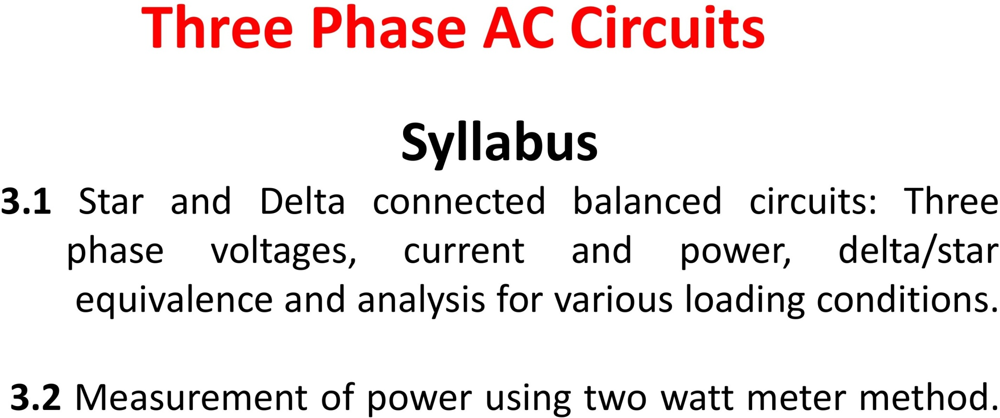 Three Phase AC Circuits
Syllabus
3.1 Star and Delta connected balanced circuits: Three
phase voltages, current and power, delta/star
equivalence and analysis for various loading conditions.
3.2 Measurement of power using two watt meter method.